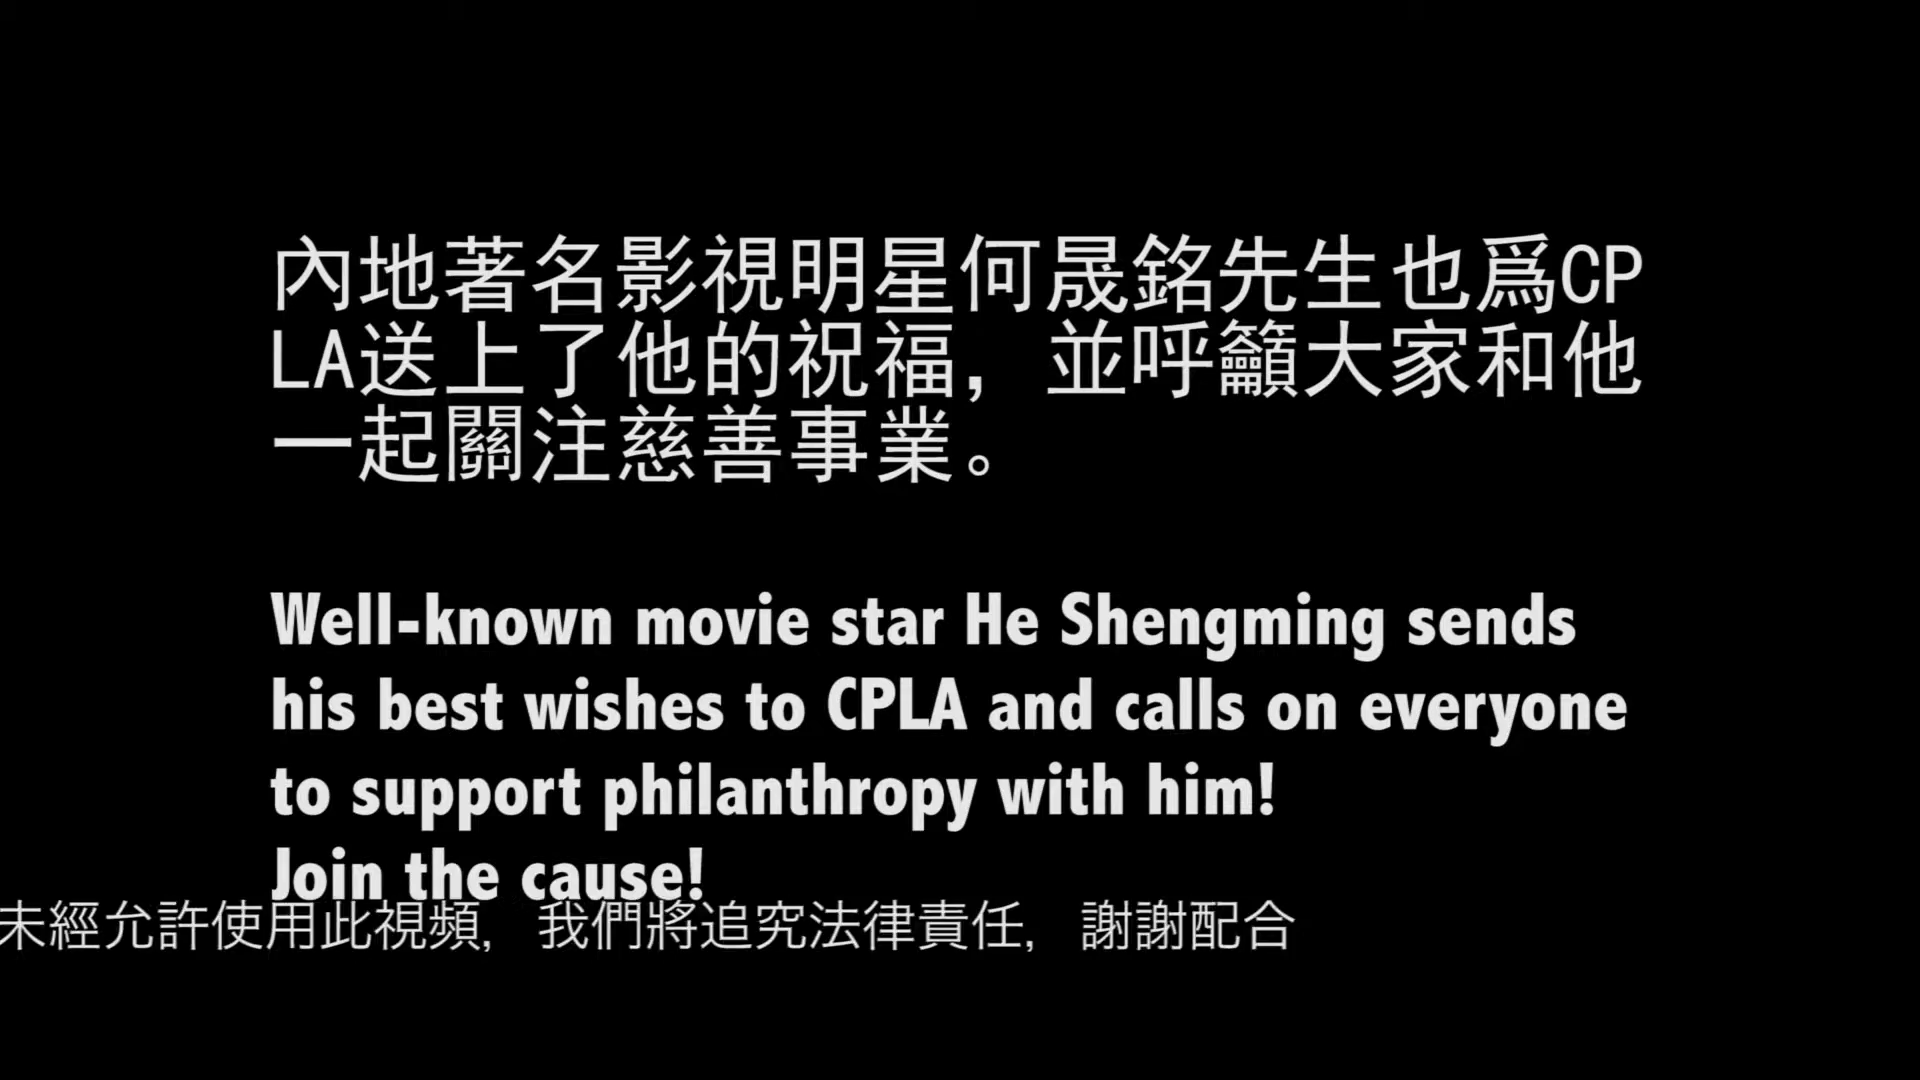 內地著名影視明星何晟銘先生也爲CP
LA送上了他的祝福，並呼籲大家和他
一起關注慈善事業。
Well-known movie star He Shengming sends
his best wishes to CPLA and calls on everyone
to support philanthropy with him!
Join the cause!
未經允許使用此視頻，我們將追究法律責任，謝謝配合